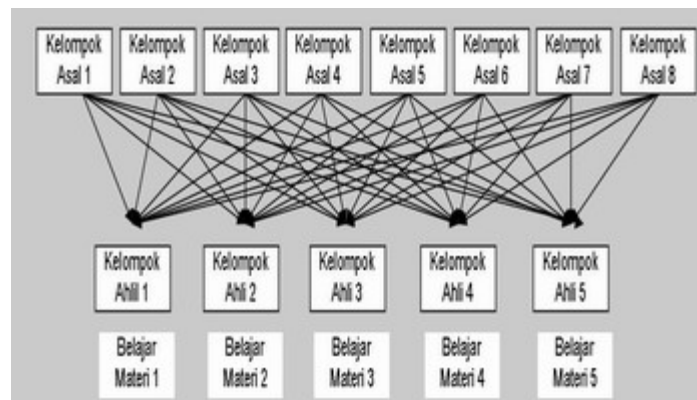 Kelompok
Asal 1
Kelompok
Asal 2
Kelompok
Asal 3
Kelompok
Asal 4
Kelompok
Asal 5
Kelompok
Asal 6
Kelompok
Asal 7
Kelompok
Asal 8
Kelompok
Ahlil 1
Kelompok
Ahli 2
Kelompok
Ahli 3
Kelompok
Ahli 4
Kelompok
Ahli 5
Belajar
Materi 1
Belajar
Materi 2
Belajar
Materi 3
Belajar
Materi 4
Belajar
Materi 5